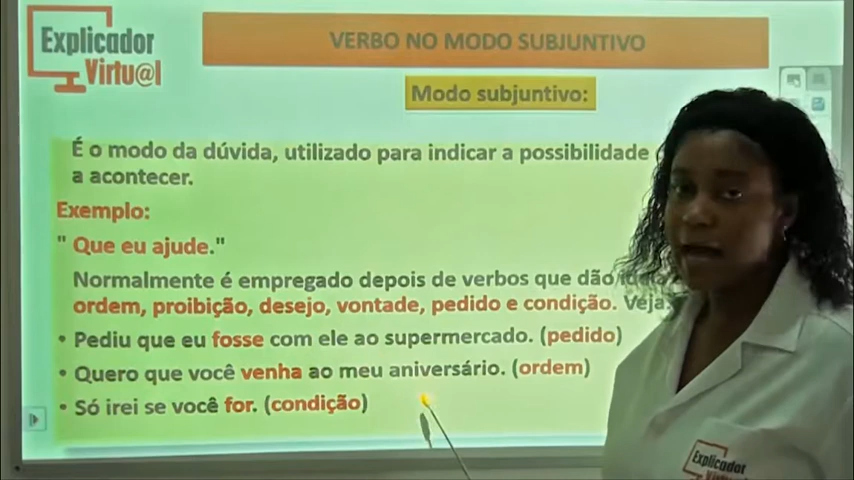 Explicador
Virtu@l
VERBO NO MODO SUBJUNTIVO
Modo subjuntivo:
É o modo da dúvida, utilizado para indicar a possibilidade
a acontecer.
Exemplo:
" Que eu ajude."
Normalmente é empregado depois de verbos que dão ideia
ordem, proibição, desejo, vontade, pedido e condição. Veja.
• Pediu que eu fosse com ele ao supermercado. (pedido)
• Quero que você venha ao meu aniversário. (ordem)
• Só irei se você for. (condição)
Explicador